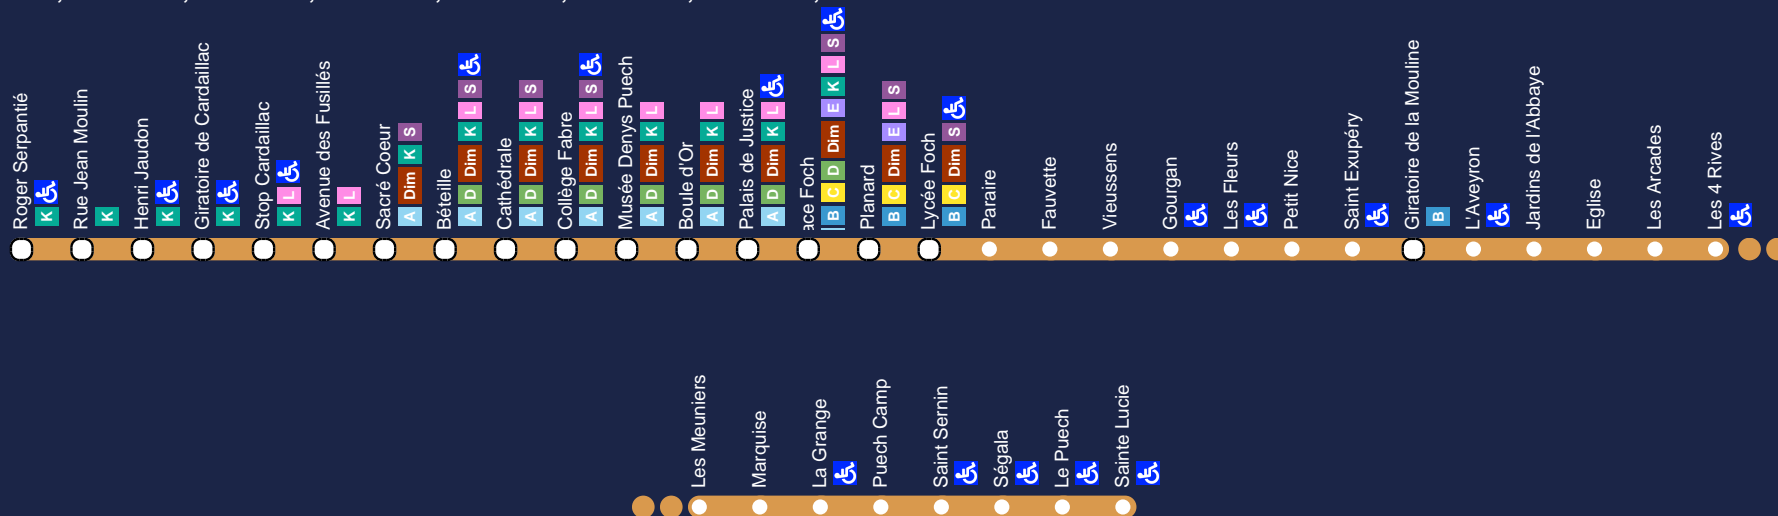 Roger Serpantié K
Rue Jean Moulin K
Henri Jaudon K
Giratoire de Cardaillac K
Stop Cardaillac K L
Avenue des Fusillés K L
Sacré Coeur A Dim K S
Béteille A D Dim K L S
Cathédrale A D Dim K L S
Collège Fabre A D Dim K L S
Musée Denys Puech A D Dim K L
Boule d'Or A D Dim K L
Palais de Justice A D Dim K L
ace Foch B C D Dim E K L S
Planard B C Dim E L S
Lycée Foch B C Dim S
Paraire
Fauvette
Vieussens
Gourgan
Les Fleurs
Petit Nice
Saint Exupéry
Giratoire de la Mouline B
L'Aveyron
Jardins de l'Abbaye
Eglise
Les Arcades
Les 4 Rives
Les Meuniers
Marquise
La Grange
Puech Camp
Saint Sernin
Ségala
Le Puech
Sainte Lucie